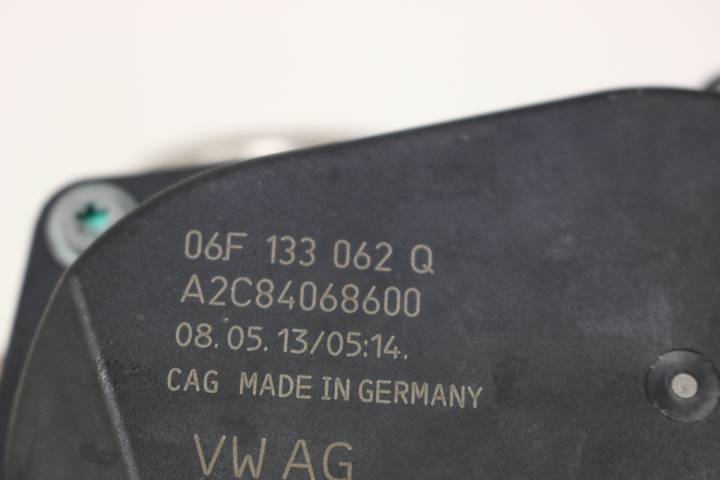 06F 133 062 Q
A2C84068600
08.05.13/05:14.
CAG MADE IN GERMANY
VW AG